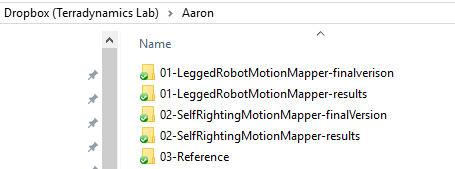 Dropbox (Terradynamics Lab) > Aaron
Name
01-LeggedRobotMotionMapper-finalverison
01-LeggedRobotMotionMapper-results
02-SelfRightingMotionMapper-finalVersion
02-SelfRightingMotionMapper-results
03-Reference